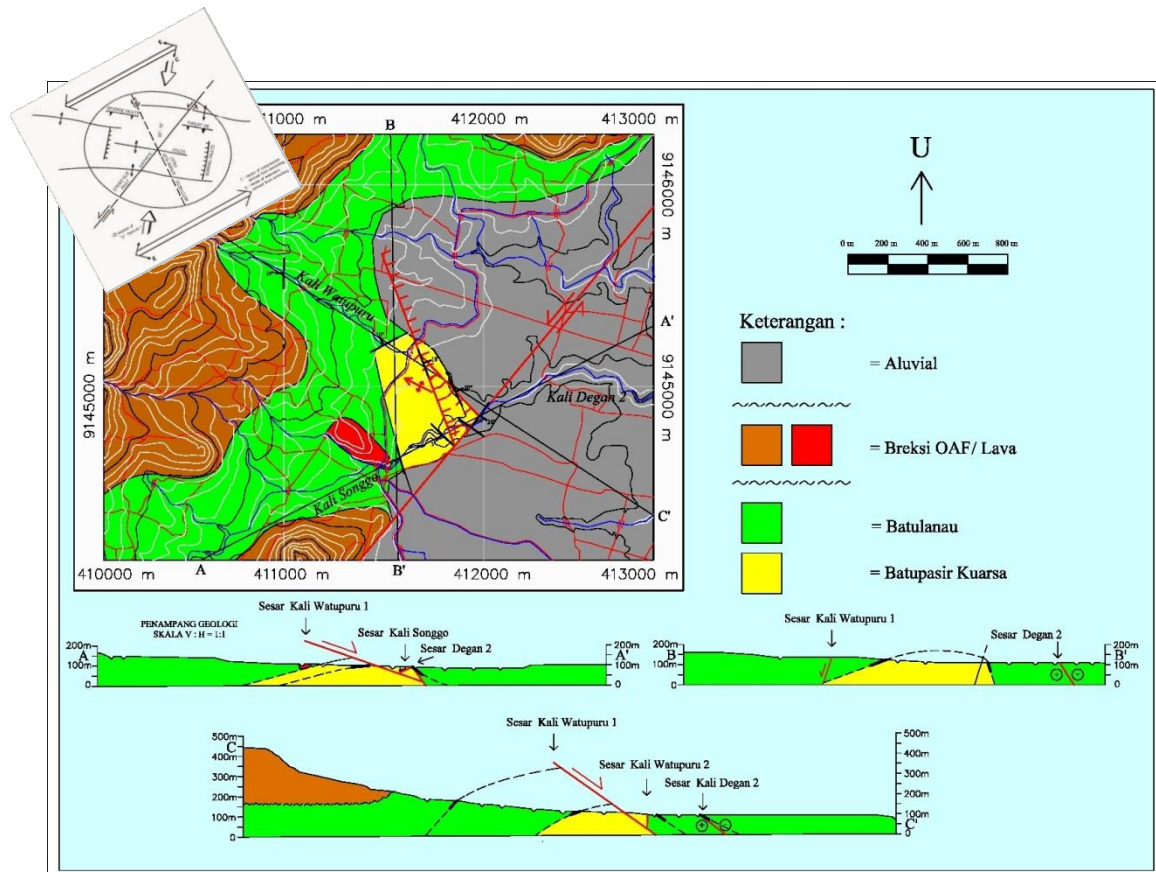 411000 m
B
412000 m
413000 m
9146000 m
9145000 m
9145000 m
A'
Kali Watupuru
Kali Degan 2
Kali Songgo
C'
410000 m
A
411000 m
B'
412000 m
413000 m
U
0 m
200 m
400 m
600 m
800 m
Keterangan :
= Aluvial
= Breksi OAF/ Lava
= Batulanau
= Batupasir Kuarsa
PENAMPANG GEOLOGI
SKALA V : H = 1:1
Sesar Kali Watupuru 1
Sesar Kali Songgo
Sesar Degan 2
200m
A
100m
0
200m
A'
100m
0
Sesar Kali Watupuru 1
Sesar Degan 2
200m
B
100m
0
200m
B'
100m
0
Sesar Kali Watupuru 1
Sesar Kali Watupuru 2
Sesar Kali Degan 2
500m
C
400m
300m
200m
100m
0
500m
400m
300m
200m
100m
C'
0